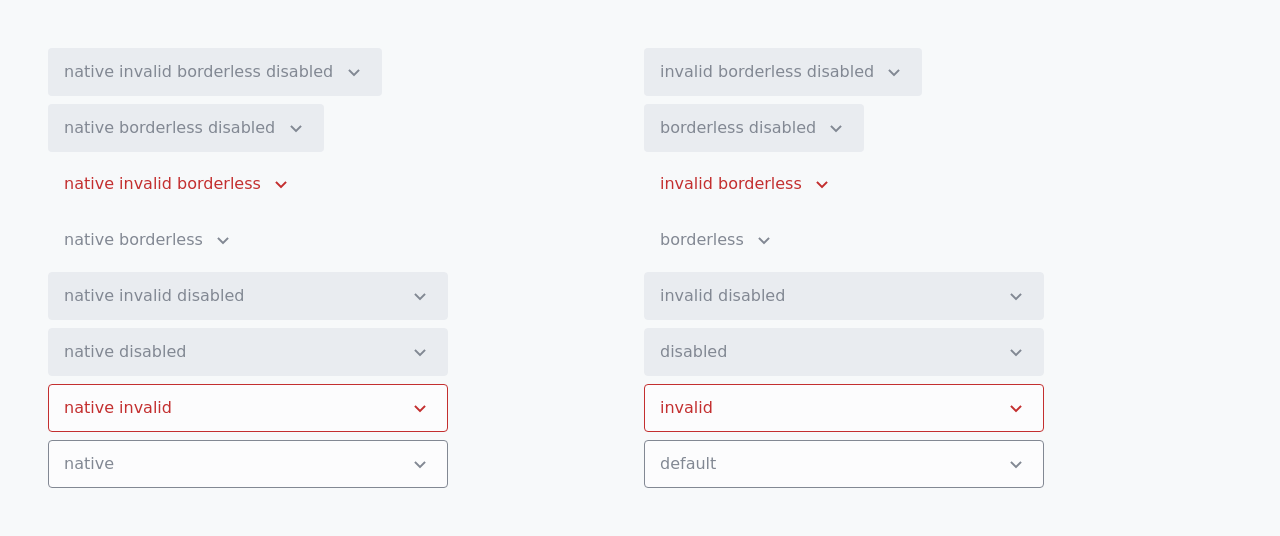 native invalid borderless disabled
native borderless disabled
native invalid borderless
native borderless
native invalid disabled
native disabled
native invalid
native
invalid borderless disabled
borderless disabled
invalid borderless
borderless
invalid disabled
disabled
invalid
default